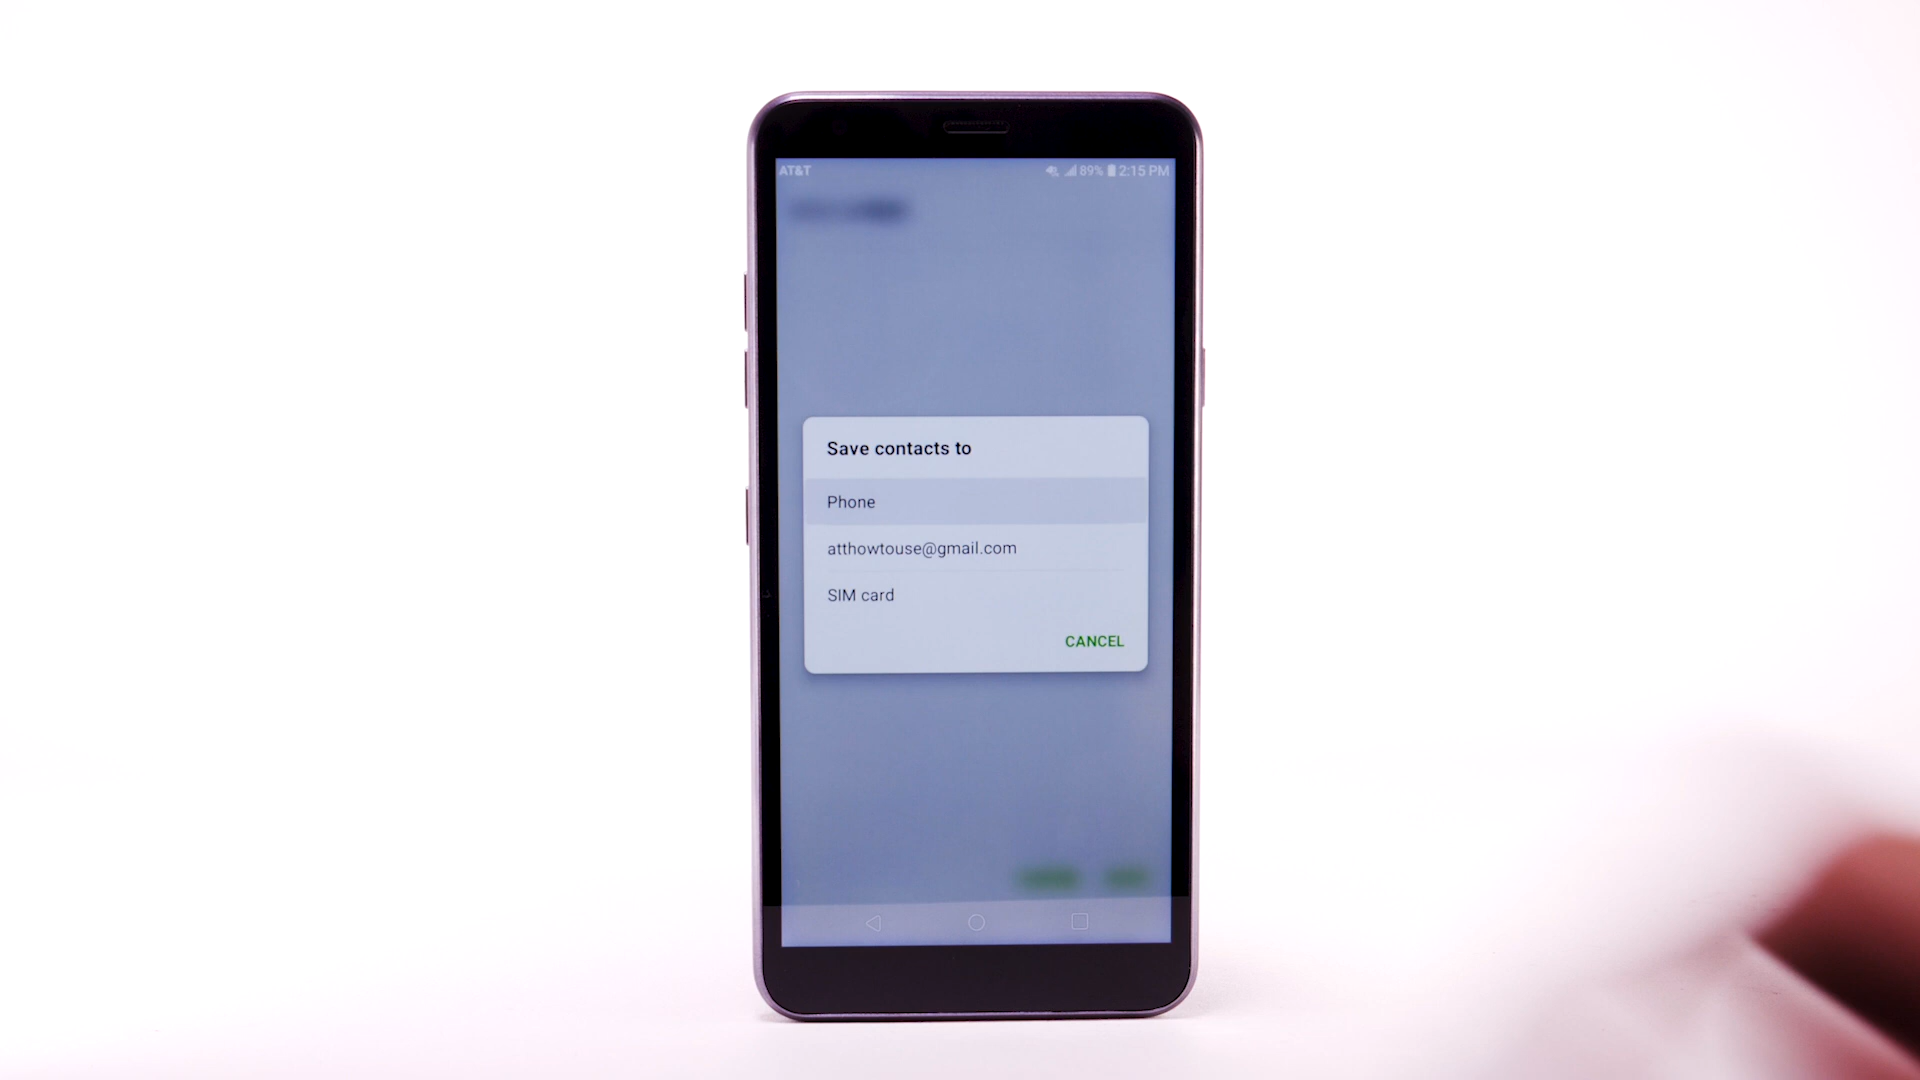 AT&T 89% 2:15 PM
Save contacts to
Phone
atthowtouse@gmail.com
SIM card
CANCEL